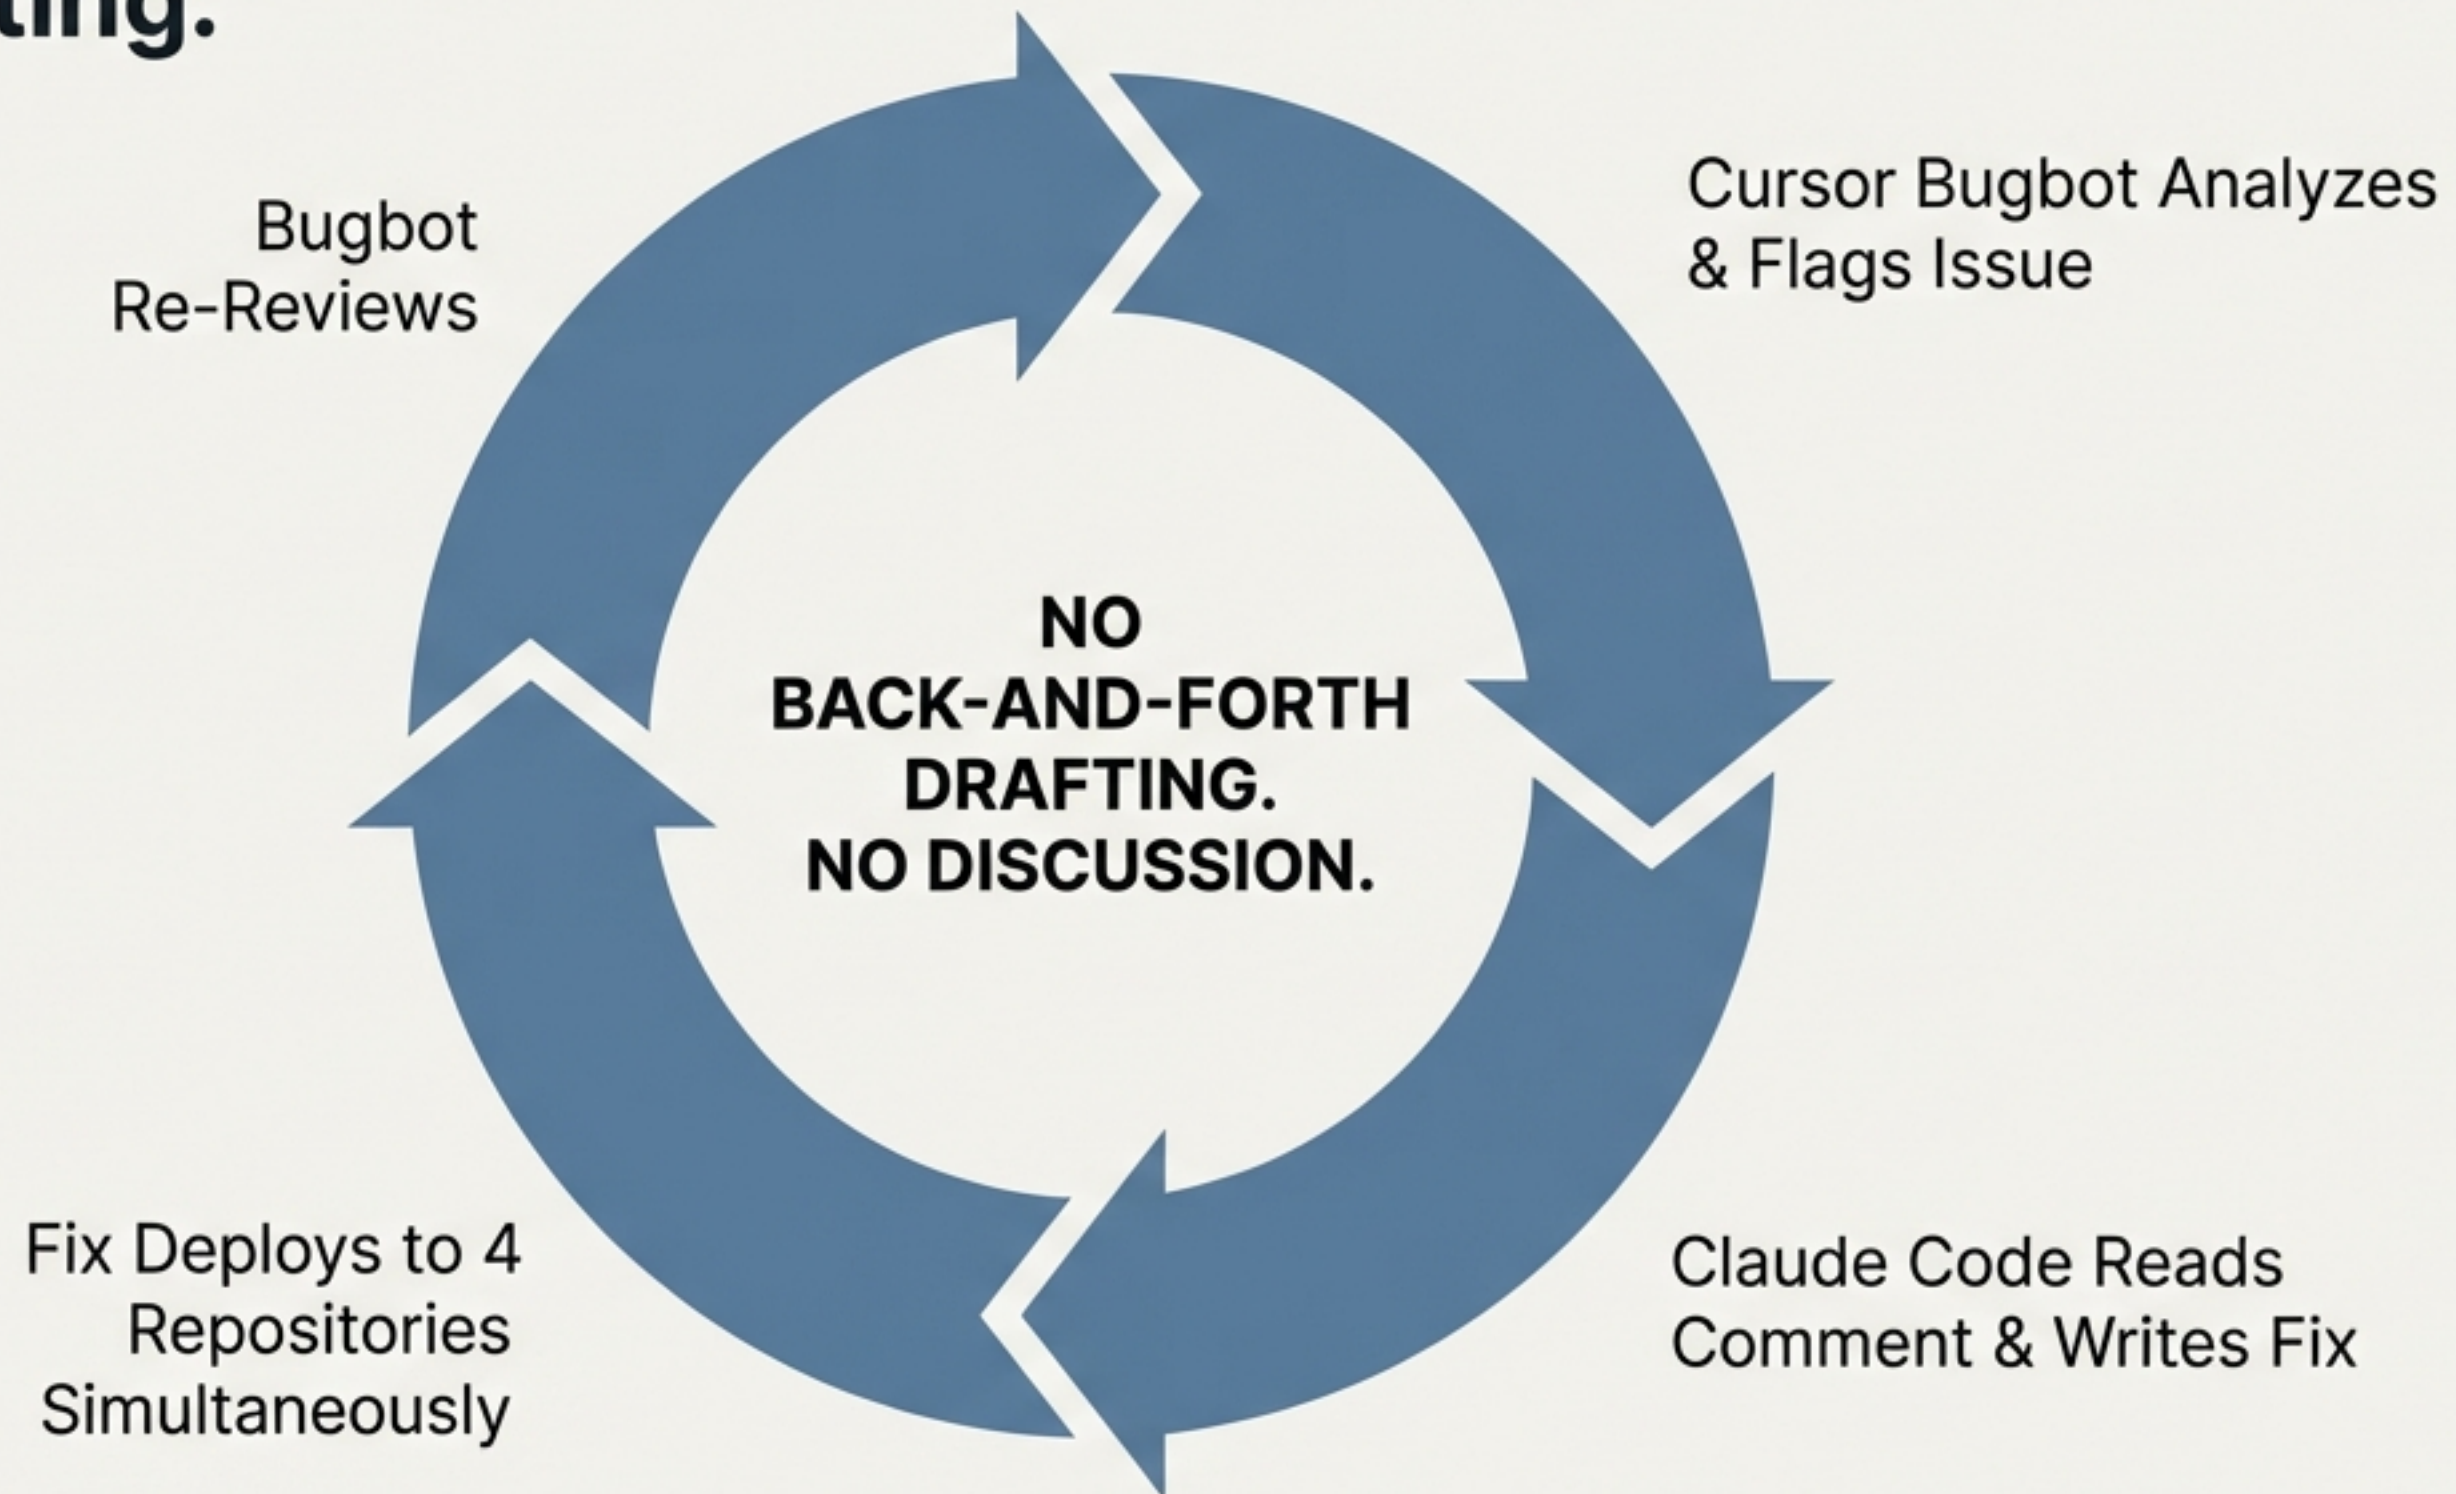 Bugbot
Re-Reviews
Cursor Bugbot Analyzes
& Flags Issue
NO
BACK-AND-FORTH
DRAFTING.
NO DISCUSSION.
Fix Deploys to 4
Repositories
Simultaneously
Claude Code Reads
Comment & Writes Fix